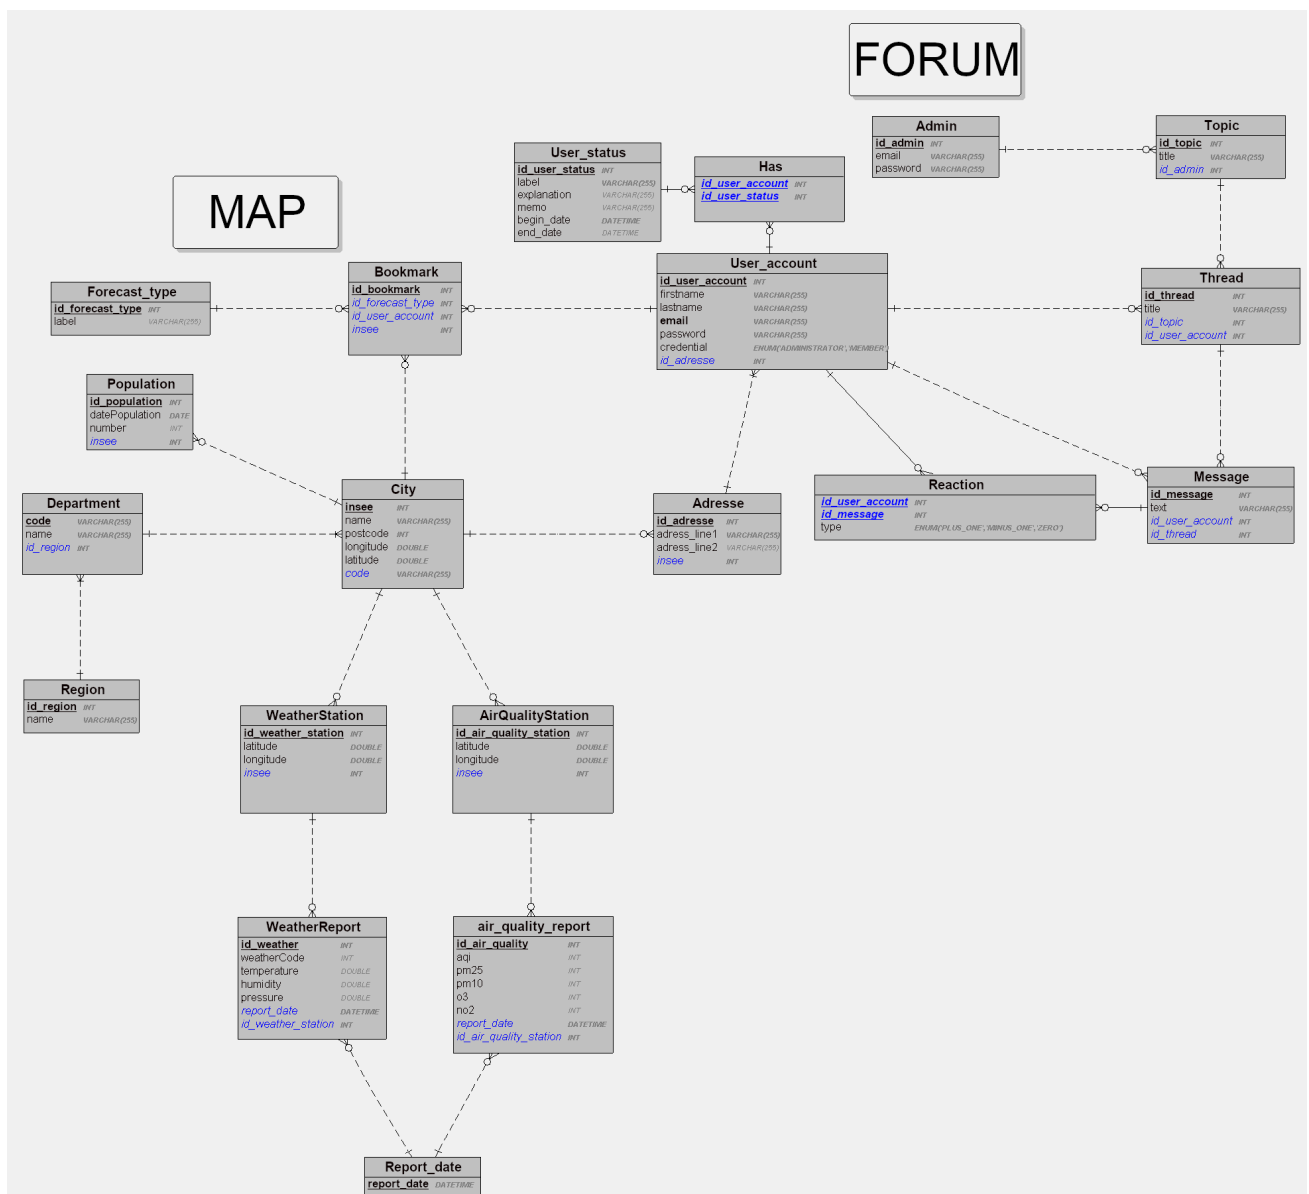 FORUM
MAP
Admin
id_admin INT
email VARCHAR(255)
password VARCHAR(255)
Topic
id_topic INT
title VARCHAR(255)
id_admin INT
User_status
id_user_status INT
label VARCHAR(255)
explanation VARCHAR(255)
memo VARCHAR(255)
begin_date DATETIME
end_date DATETIME
Has
id_user_account INT
id_user_status INT
User_account
id_user_account INT
firstname VARCHAR(255)
lastname VARCHAR(255)
email VARCHAR(255)
password VARCHAR(255)
credential ENUM('ADMINISTRATOR','MEMBER')
id_adresse INT
Thread
id_thread INT
title VARCHAR(255)
id_topic INT
id_user_account INT
Forecast_type
id_forecast_type INT
label VARCHAR(255)
Bookmark
id_bookmark INT
id_forecast_type INT
id_user_account INT
insee INT
Population
id_population INT
datePopulation DATE
number INT
insee INT
Department
code VARCHAR(255)
name VARCHAR(255)
id_region INT
City
insee INT
name VARCHAR(255)
postcode INT
longitude DOUBLE
latitude DOUBLE
code VARCHAR(255)
Adresse
id_adresse INT
adress_line1 VARCHAR(255)
adress_line2 VARCHAR(255)
insee INT
Reaction
id_user_account INT
id_message INT
type ENUM('PLUS_ONE','MINUS_ONE','ZERO')
Message
id_message INT
text VARCHAR(255)
id_user_account INT
id_thread INT
Region
id_region INT
name VARCHAR(255)
WeatherStation
id_weather_station INT
latitude DOUBLE
longitude DOUBLE
insee INT
AirQualityStation
id_air_quality_station INT
latitude DOUBLE
longitude DOUBLE
insee INT
WeatherReport
id_weather INT
weatherCode INT
temperature DOUBLE
humidity DOUBLE
pressure DOUBLE
report_date DATETIME
id_weather_station INT
air_quality_report
id_air_quality INT
aqi INT
pm25 INT
pm10 INT
o3 INT
no2 INT
report_date DATETIME
id_air_quality_station INT
Report_date
report_date DATETIME